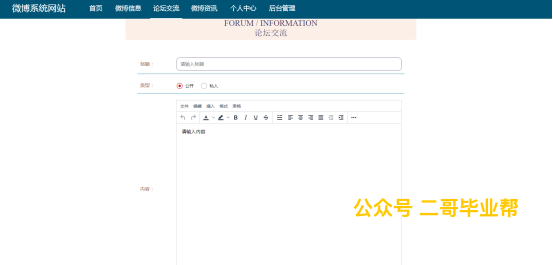 微博系统网站 首页 微博信息 论坛交流 微博资讯 个人中心 后台管理
FORUM / INFORMATION
论坛交流
标题： 请输入标题
类型： 公开 私人
文件 编辑 插入 格式 表格
A B I U S
请输入内容
内容：
公众号 二哥毕业帮